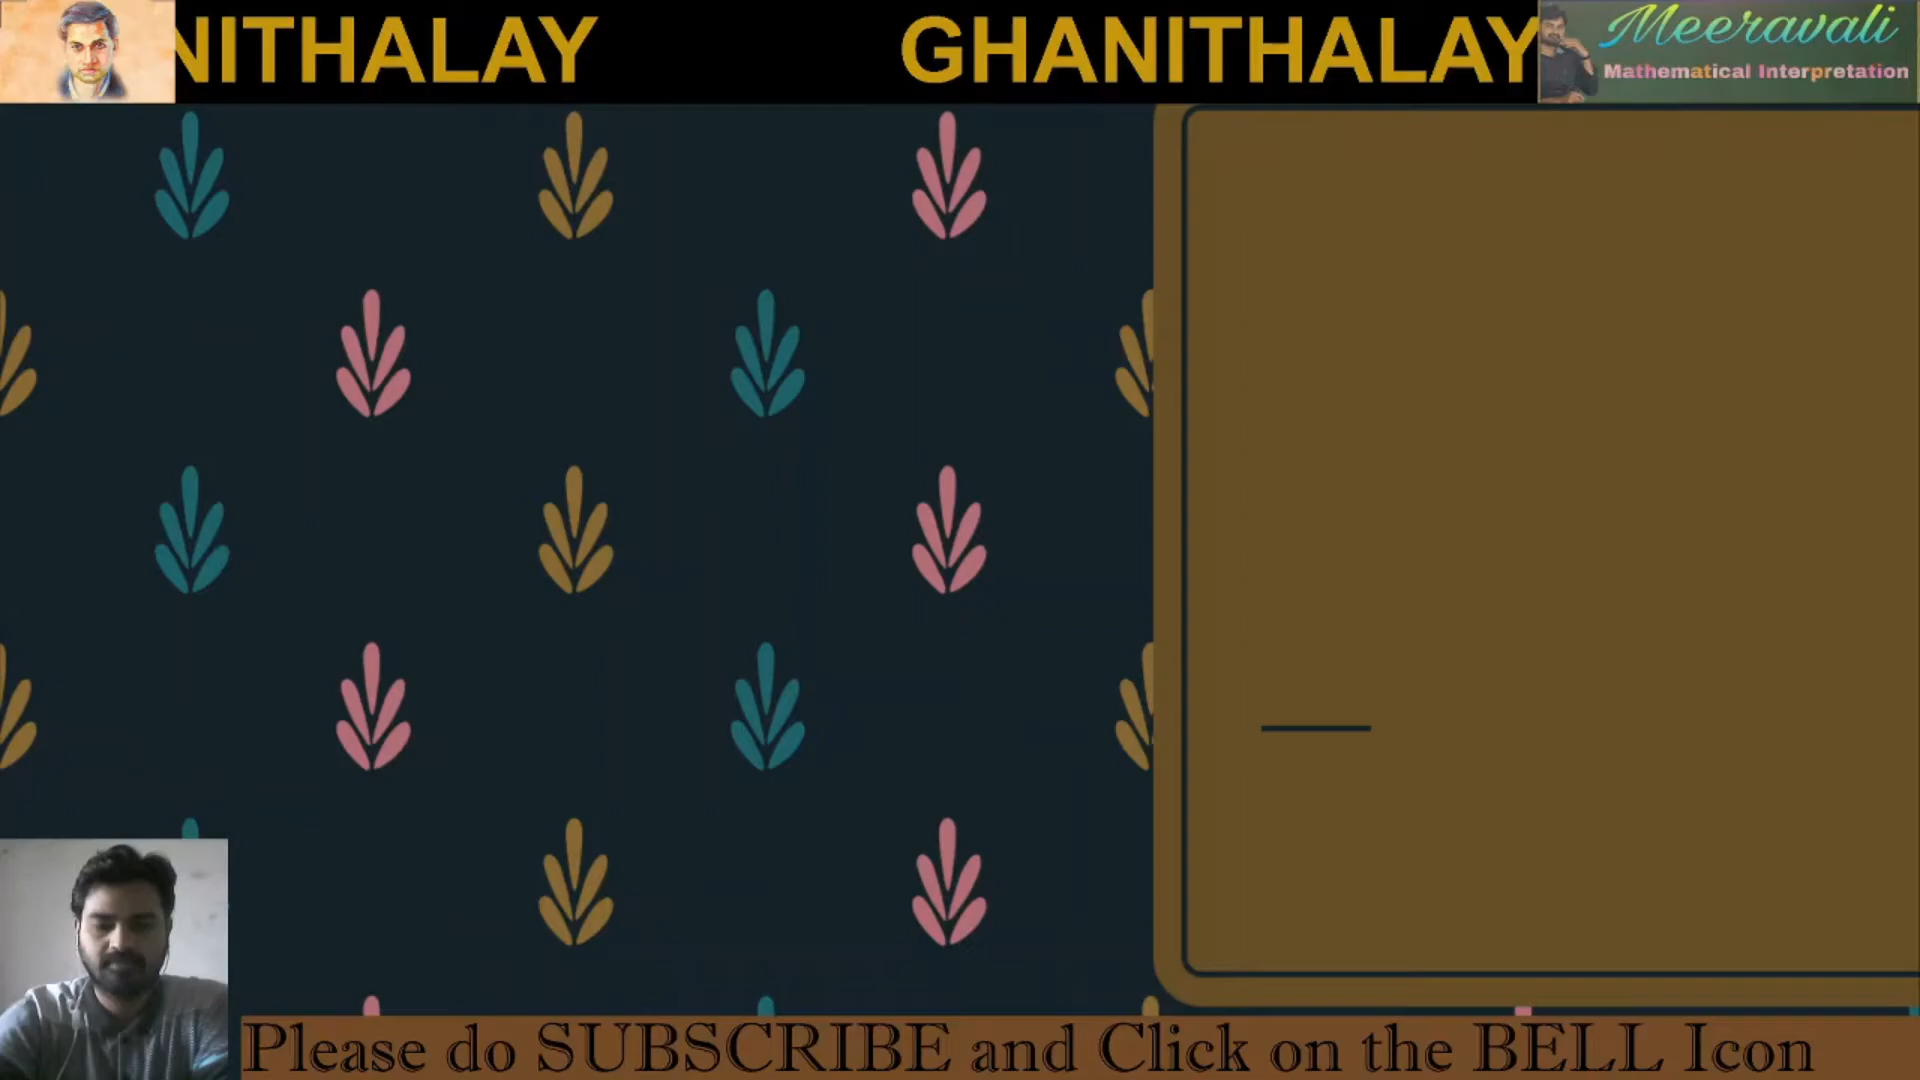 NITHALAY GHANITHALAY
Meeravali
Mathematical Interpretation
Please do SUBSCRIBE and Click on the BELL Icon